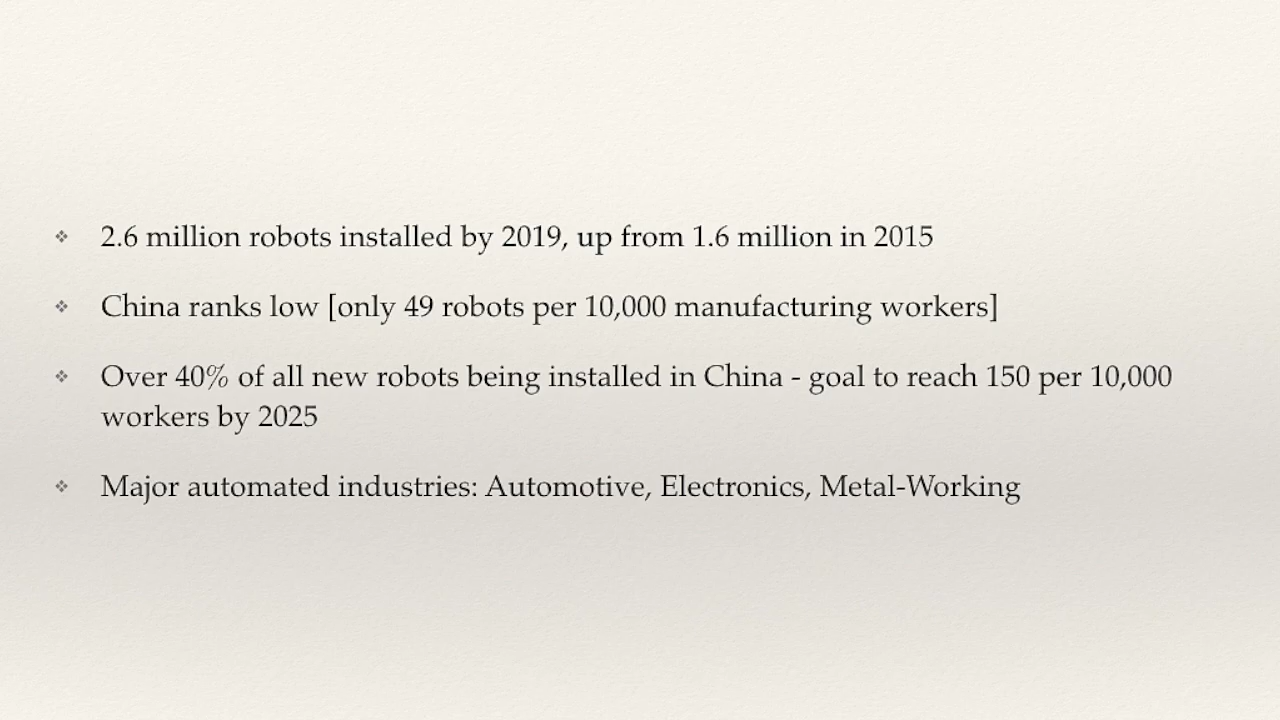 ❖ 2.6 million robots installed by 2019, up from 1.6 million in 2015
❖ China ranks low [only 49 robots per 10,000 manufacturing workers]
❖ Over 40% of all new robots being installed in China - goal to reach 150 per 10,000
workers by 2025
❖ Major automated industries: Automotive, Electronics, Metal-Working